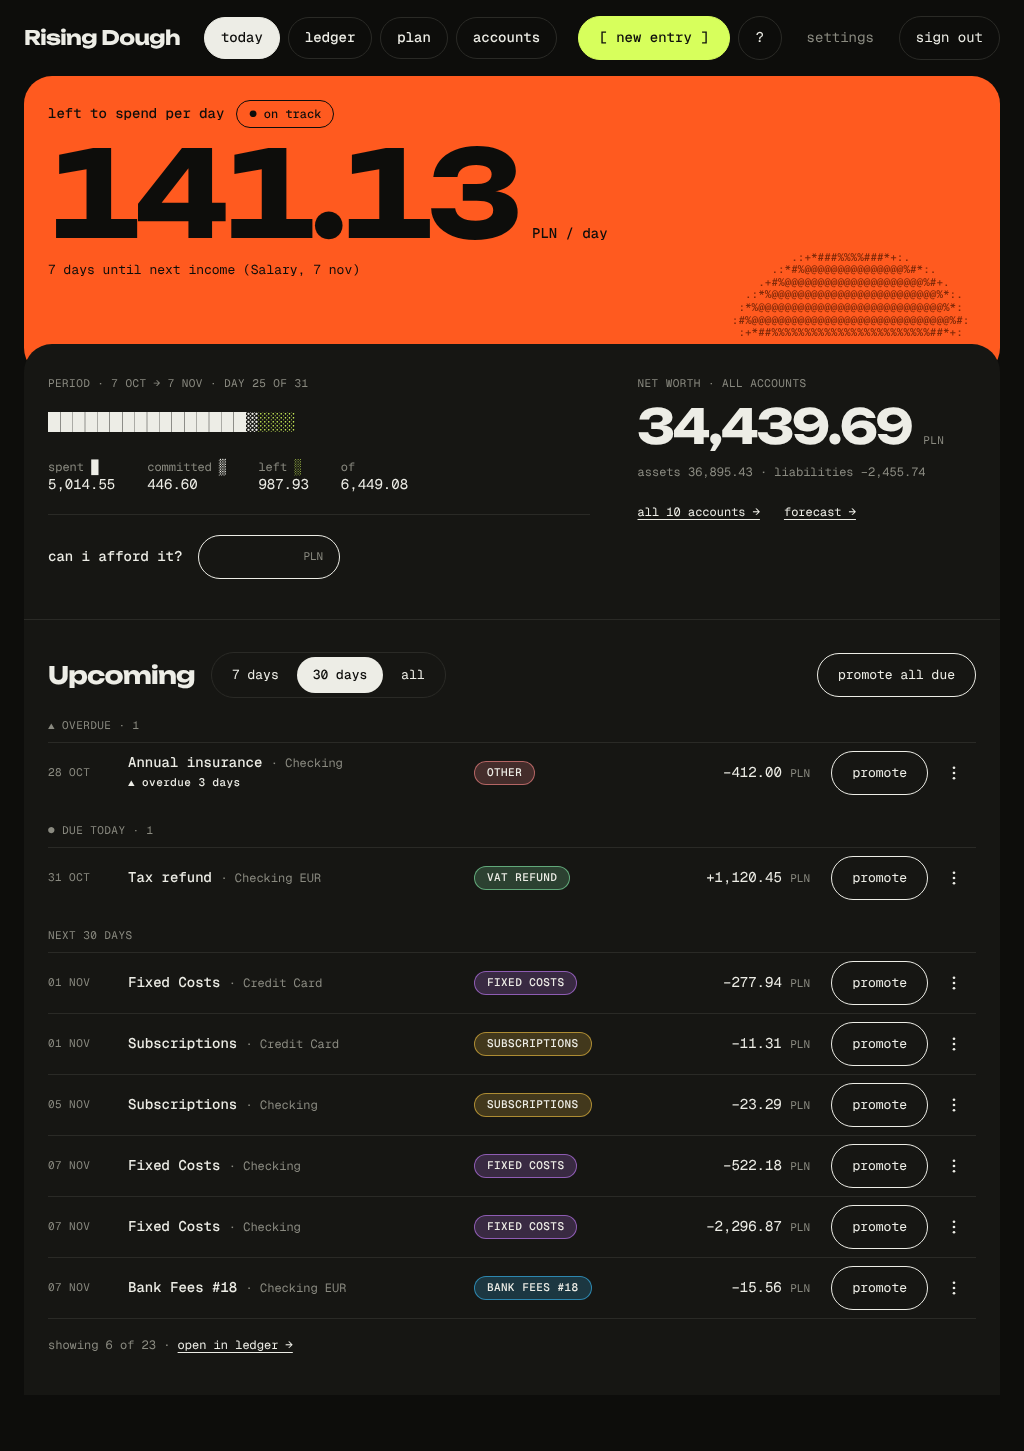 Rising Dough today ledger plan accounts [ new entry ] ? settings sign out
left to spend per day ● on track
141.13 PLN / day
7 days until next income (Salary, 7 nov)
PERIOD · 7 OCT → 7 NOV · DAY 25 OF 31
spent committed left of
5,014.55 446.60 987.93 6,449.08
can i afford it? PLN
NET WORTH · ALL ACCOUNTS
34,439.69 PLN
assets 36,895.43 · liabilities −2,455.74
all 10 accounts → forecast →
Upcoming 7 days 30 days all promote all due
▲ OVERDUE · 1
28 OCT Annual insurance · Checking OTHER −412.00 PLN promote
▲ overdue 3 days
● DUE TODAY · 1
31 OCT Tax refund · Checking EUR VAT REFUND +1,120.45 PLN promote
NEXT 30 DAYS
01 NOV Fixed Costs · Credit Card FIXED COSTS −277.94 PLN promote
01 NOV Subscriptions · Credit Card SUBSCRIPTIONS −11.31 PLN promote
05 NOV Subscriptions · Checking SUBSCRIPTIONS −23.29 PLN promote
07 NOV Fixed Costs · Checking FIXED COSTS −522.18 PLN promote
07 NOV Fixed Costs · Checking FIXED COSTS −2,296.87 PLN promote
07 NOV Bank Fees #18 · Checking EUR BANK FEES #18 −15.56 PLN promote
showing 6 of 23 · open in ledger →